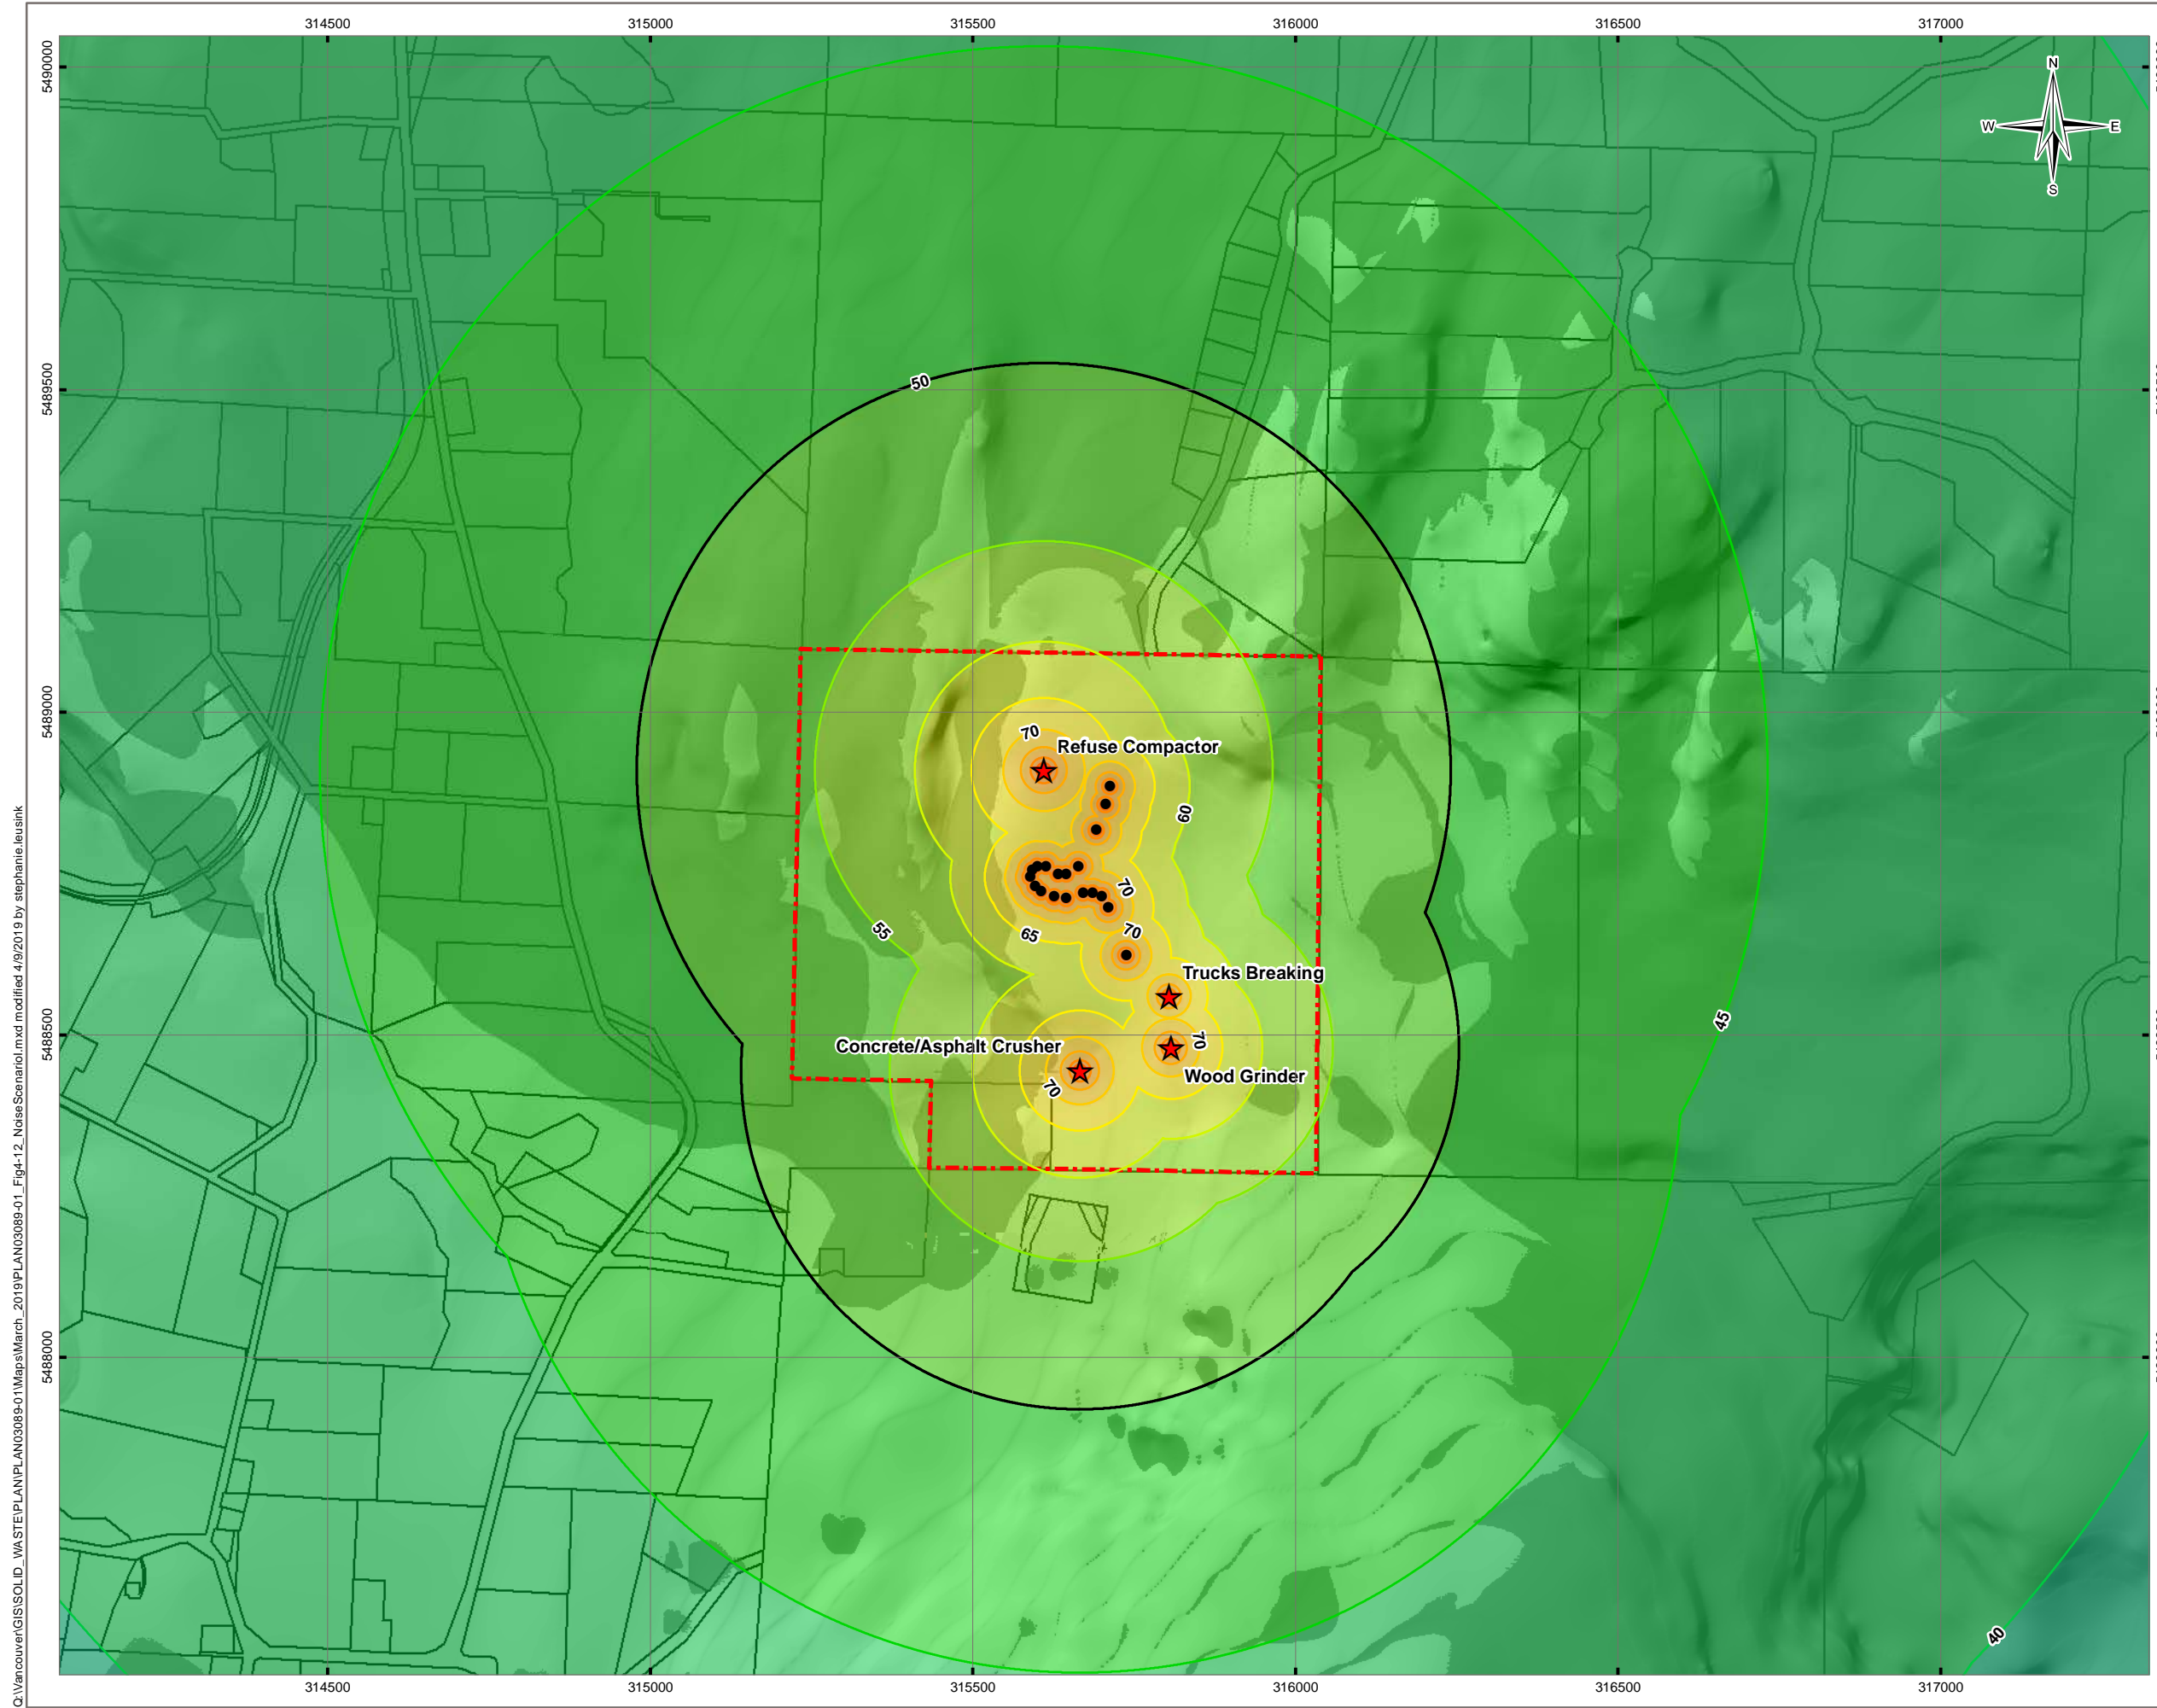 314500 315000 315500 316000 316500 317000
5490000
N
W E
S
5489500
50
5489000
70
Refuse Compactor
60
70
55
65
70
Trucks Breaking
5488500
45
70
Concrete/Asphalt Crusher
Wood Grinder
70
5488000
40
314500 315000 315500 316000 316500 317000
Q:\Vancouver\GIS\SOLID_WASTE\PLAN\PLAN03089-01\Maps\March_2019\PLAN03089-01_Fig4-12_NoiseScenarioI.mxd modified 4/9/2019 by stephanie.leusink